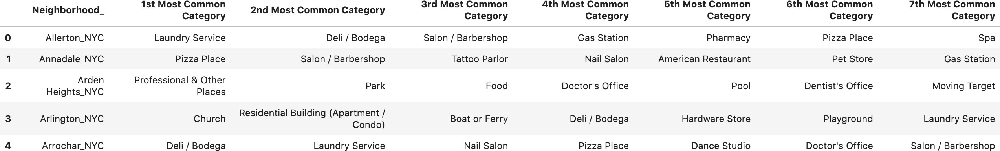 Neighborhood_ 1st Most Common Category 2nd Most Common Category 3rd Most Common Category 4th Most Common Category 5th Most Common Category 6th Most Common Category 7th Most Common Category
0 Allerton_NYC Laundry Service Deli / Bodega Salon / Barbershop Gas Station Pharmacy Pizza Place Spa
1 Annadale_NYC Pizza Place Salon / Barbershop Tattoo Parlor Nail Salon American Restaurant Pet Store Gas Station
2 Arden Heights_NYC Professional & Other Places Park Food Doctor's Office Pool Dentist's Office Moving Target
3 Arlington_NYC Church Residential Building (Apartment / Condo) Boat or Ferry Deli / Bodega Hardware Store Playground Laundry Service
4 Arrochar_NYC Deli / Bodega Laundry Service Nail Salon Pizza Place Dance Studio Doctor's Office Salon / Barbershop